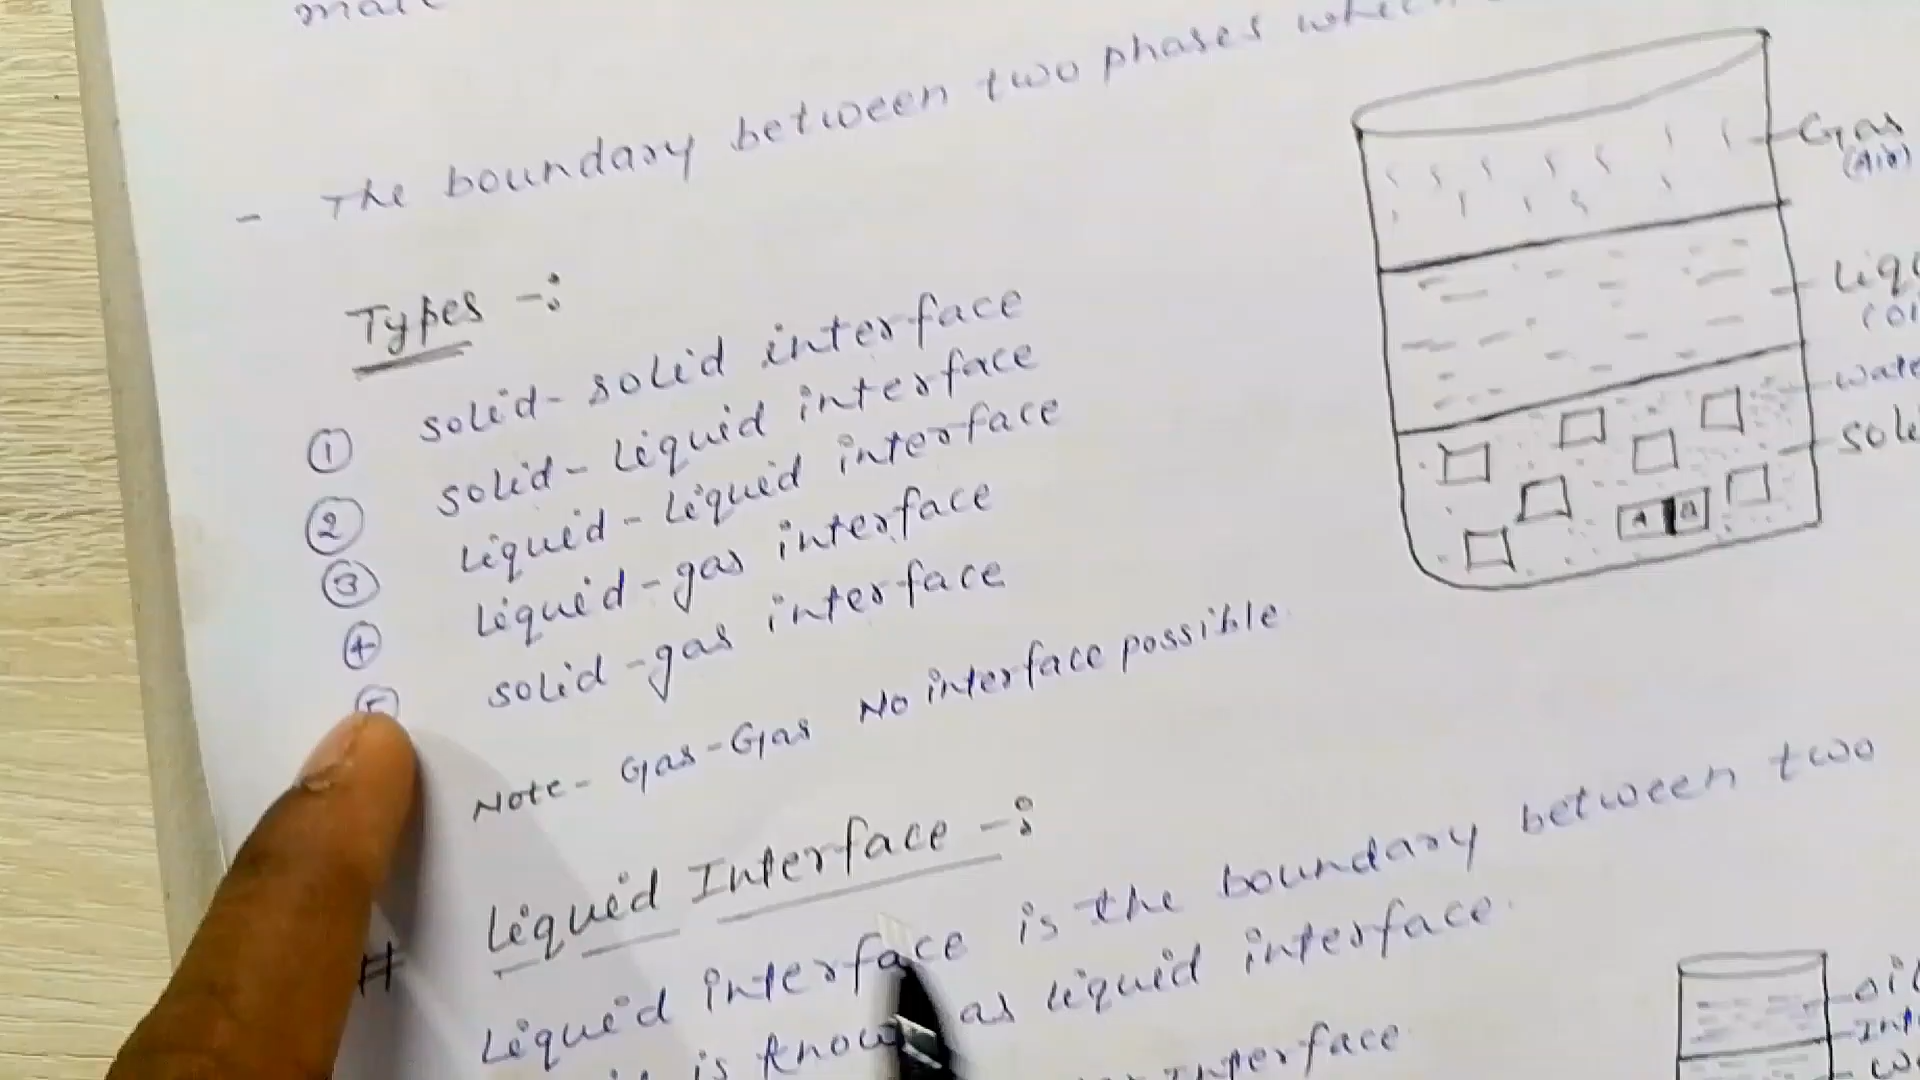 The boundary between two phases
Types -:
① solid-solid interface
② solid-liquid interface
③ liquid-liquid interface
④ liquid-gas interface
⑤ solid-gas interface
Note- Gas-Gas No interface possible
# Liquid Interface -:
Liquid interface is the boundary between two
is know as liquid interface.
interface
Gas
(Air)
A B